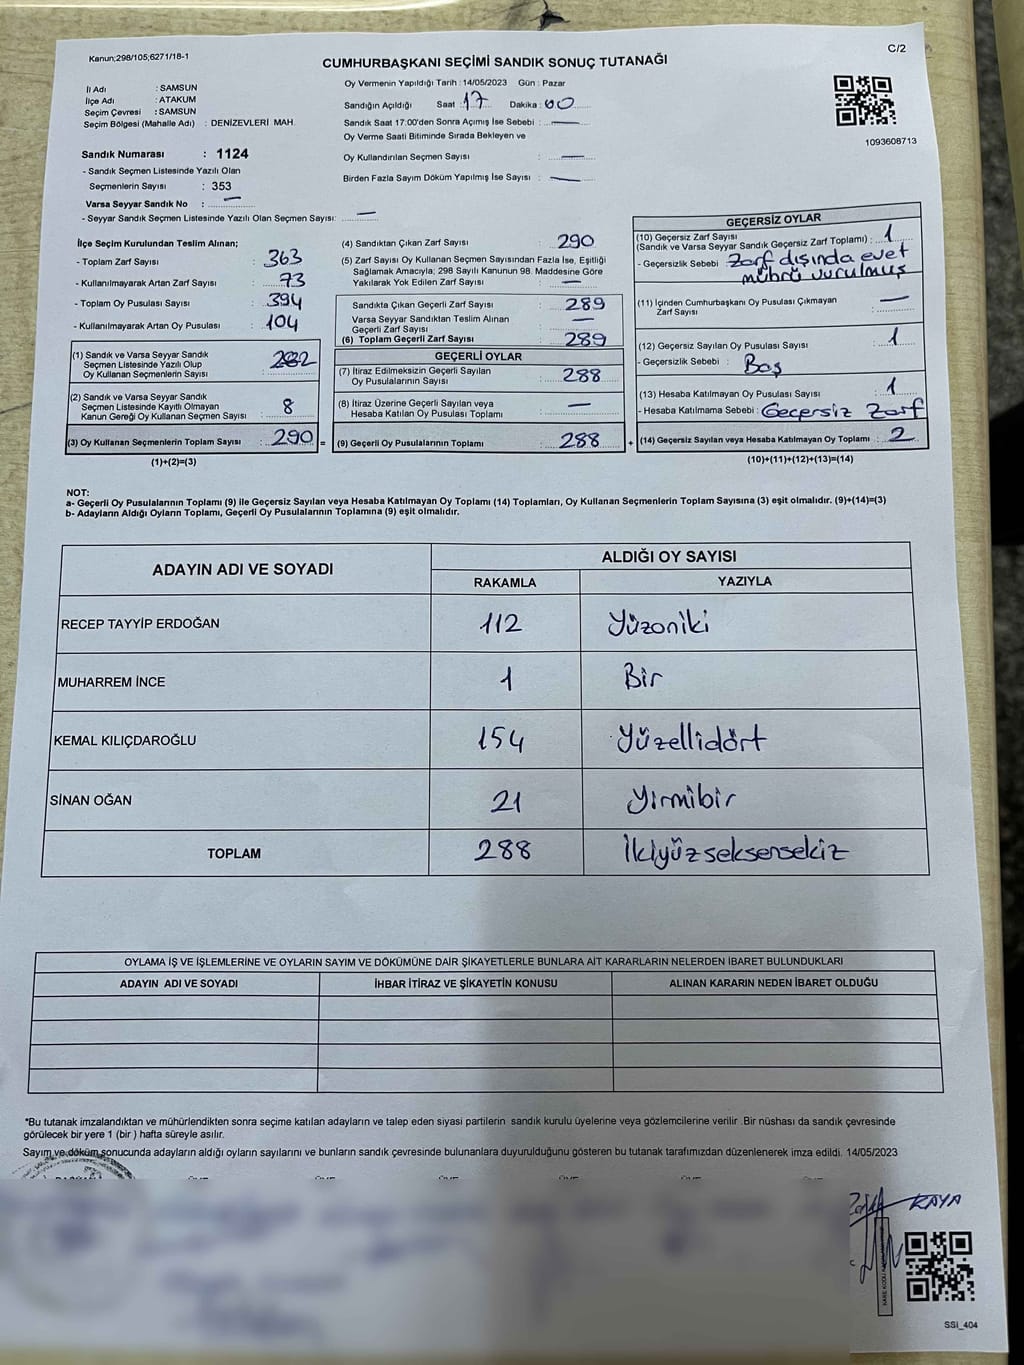 Kanun;298/105;6271/18-1
C/2
CUMHURBAŞKANI SEÇİMİ SANDIK SONUÇ TUTANAĞI
İl Adı : SAMSUN
İlçe Adı : ATAKUM
Seçim Çevresi : SAMSUN
Seçim Bölgesi (Mahalle Adı) : DENİZEVLERİ MAH.
Sandık Numarası : 1124
- Sandık Seçmen Listesinde Yazılı Olan
Seçmenlerin Sayısı : 353
Varsa Seyyar Sandık No : —
- Seyyar Sandık Seçmen Listesinde Yazılı Olan Seçmen Sayısı: —
Oy Vermenin Yapıldığı Tarih : 14/05/2023 Gün : Pazar
Sandığın Açıldığı Saat : 17 Dakika : 00
Sandık Saat 17:00'den Sonra Açımış İse Sebebi : —
Oy Verme Saati Bitiminde Sırada Bekleyen ve
Oy Kullandırılan Seçmen Sayısı : —
Birden Fazla Sayım Döküm Yapılmış İse Sayısı : —
1093608713
İlçe Seçim Kurulundan Teslim Alınan;
- Toplam Zarf Sayısı : 363
- Kullanılmayarak Artan Zarf Sayısı : 73
- Toplam Oy Pusulası Sayısı : 394
- Kullanılmayarak Artan Oy Pusulası : 104
(1) Sandık ve Varsa Seyyar Sandık
Seçmen Listesinde Yazılı Olup
Oy Kullanan Seçmenlerin Sayısı : 282
(2) Sandık ve Varsa Seyyar Sandık
Seçmen Listesinde Kayıtlı Olmayan
Kanun Gereği Oy Kullanan Seçmen Sayısı : 8
(3) Oy Kullanan Seçmenlerin Toplam Sayısı : 290 =
(1)+(2)=(3)
(4) Sandıktan Çıkan Zarf Sayısı : 290
(5) Zarf Sayısı Oy Kullanan Seçmen Sayısından Fazla İse, Eşitliği
Sağlamak Amacıyla; 298 Sayılı Kanunun 98. Maddesine Göre
Yakılarak Yok Edilen Zarf Sayısı : —
Sandıkta Çıkan Geçerli Zarf Sayısı : 289
Varsa Seyyar Sandıktan Teslim Alınan
Geçerli Zarf Sayısı : —
(6) Toplam Geçerli Zarf Sayısı : 289
GEÇERLİ OYLAR
(7) İtiraz Edilmeksizin Geçerli Sayılan
Oy Pusulalarının Sayısı : 288
(8) İtiraz Üzerine Geçerli Sayılan veya
Hesaba Katılan Oy Pusulası Toplamı : —
(9) Geçerli Oy Pusulalarının Toplamı : 288 +
GEÇERSİZ OYLAR
(10) Geçersiz Zarf Sayısı
(Sandık ve Varsa Seyyar Sandık Geçersiz Zarf Toplamı) : 1
- Geçersizlik Sebebi : Zarf dışında evet
mührü vurulmuş
(11) İçinden Cumhurbaşkanı Oy Pusulası Çıkmayan
Zarf Sayısı : —
(12) Geçersiz Sayılan Oy Pusulası Sayısı : 1
- Geçersizlik Sebebi : Boş
(13) Hesaba Katılmayan Oy Pusulası Sayısı : 1
- Hesaba Katılmama Sebebi : Geçersiz Zarf
(14) Geçersiz Sayılan veya Hesaba Katılmayan Oy Toplamı : 2
(10)+(11)+(12)+(13)=(14)
NOT:
a- Geçerli Oy Pusulalarının Toplamı (9) ile Geçersiz Sayılan veya Hesaba Katılmayan Oy Toplamı (14) Toplamları, Oy Kullanan Seçmenlerin Toplam Sayısına (3) eşit olmalıdır. (9)+(14)=(3)
b- Adayların Aldığı Oyların Toplamı, Geçerli Oy Pusulalarının Toplamına (9) eşit olmalıdır.
ADAYIN ADI VE SOYADI
ALDIĞI OY SAYISI
RAKAMLA YAZIYLA
RECEP TAYYİP ERDOĞAN 112 Yüzoniki
MUHARREM İNCE 1 Bir
KEMAL KILIÇDAROĞLU 154 Yüzellidört
SİNAN OĞAN 21 Yirmibir
TOPLAM 288 İkiyüzseksensekiz
OYLAMA İŞ VE İŞLEMLERİNE VE OYLARIN SAYIM VE DÖKÜMÜNE DAİR ŞİKAYETLERLE BUNLARA AİT KARARLARIN NELERDEN İBARET BULUNDUKLARI
ADAYIN ADI VE SOYADI İHBAR İTİRAZ VE ŞİKAYETİN KONUSU ALINAN KARARIN NEDEN İBARET OLDUĞU
*Bu tutanak imzalandıktan ve mühürlendikten sonra seçime katılan adayların ve talep eden siyasi partilerin sandık kurulu üyelerine veya gözlemcilerine verilir. Bir nüshası da sandık çevresinde
görülecek bir yere 1 (bir ) hafta süreyle asılır.
Sayım ve döküm sonucunda adayların aldığı oyların sayılarını ve bunların sandık çevresinde bulunanlara duyurulduğunu gösteren bu tutanak tarafımızdan düzenlenerek imza edildi. 14/05/2023
KAYA
SSI_404